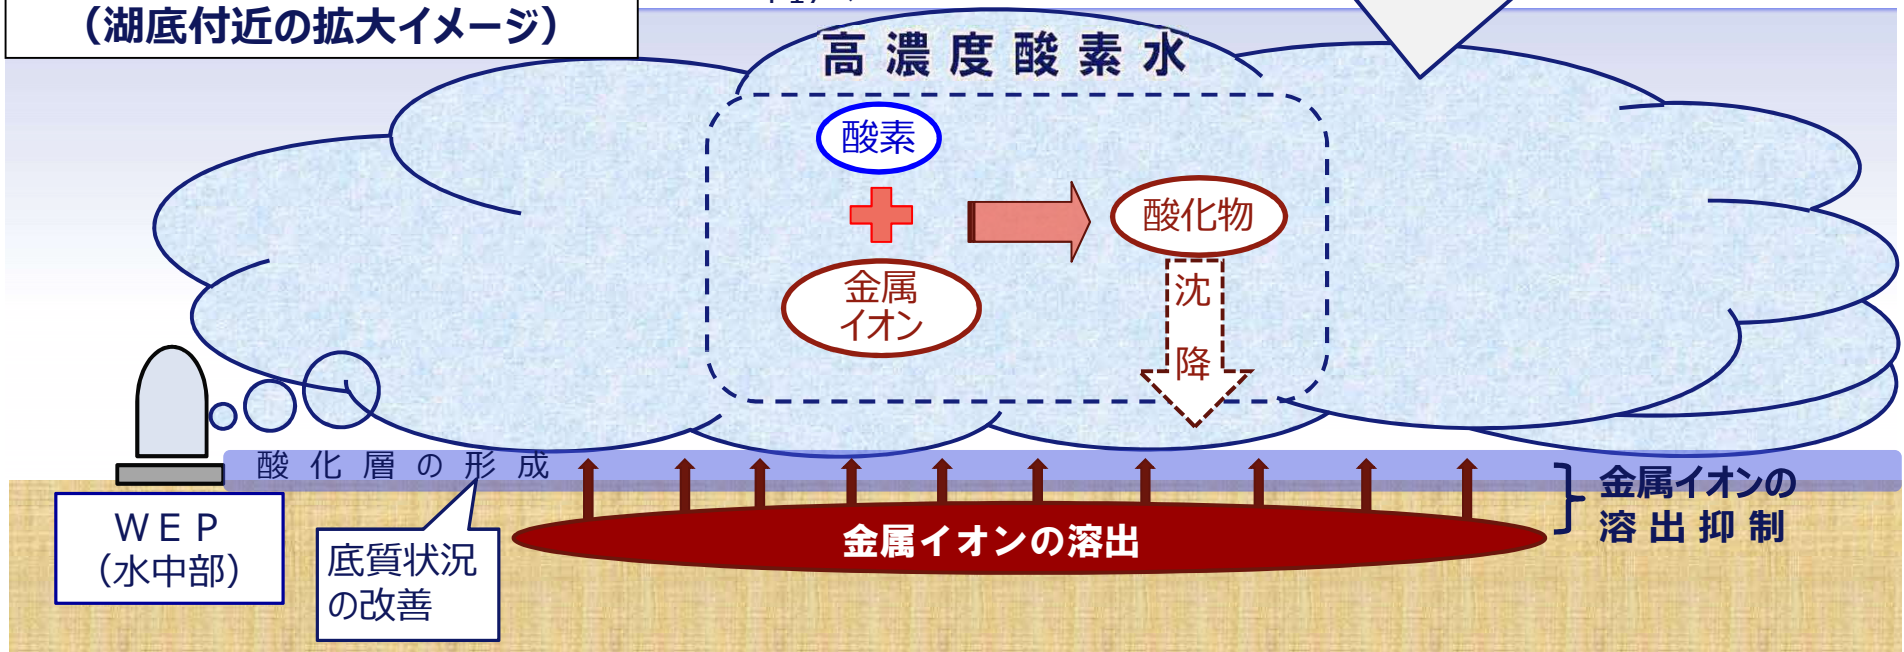 （湖底付近の拡大イメージ）
高濃度酸素水
酸素
金属
イオン
酸化物
沈
降
酸化層の形成
金属イオンの
溶出抑制
ＷＥＰ
（水中部）
底質状況
の改善
金属イオンの溶出